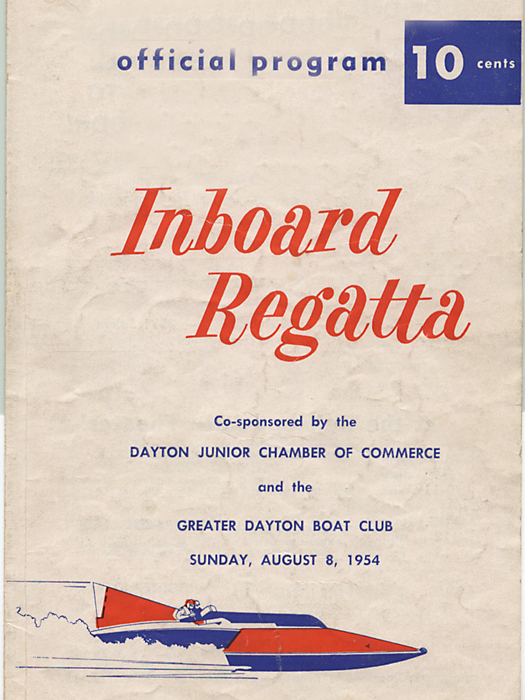 official program
10 cents
Inboard
Regatta
Co-sponsored by the
DAYTON JUNIOR CHAMBER OF COMMERCE
and the
GREATER DAYTON BOAT CLUB
SUNDAY, AUGUST 8, 1954